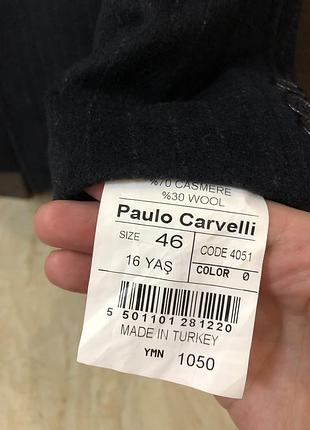 %70 CASMERE
%30 WOOL
Paulo Carvelli
SIZE 46 CODE 4051
16 YAŞ COLOR 0
5 501101 281220
MADE IN TURKEY
YMN 1050